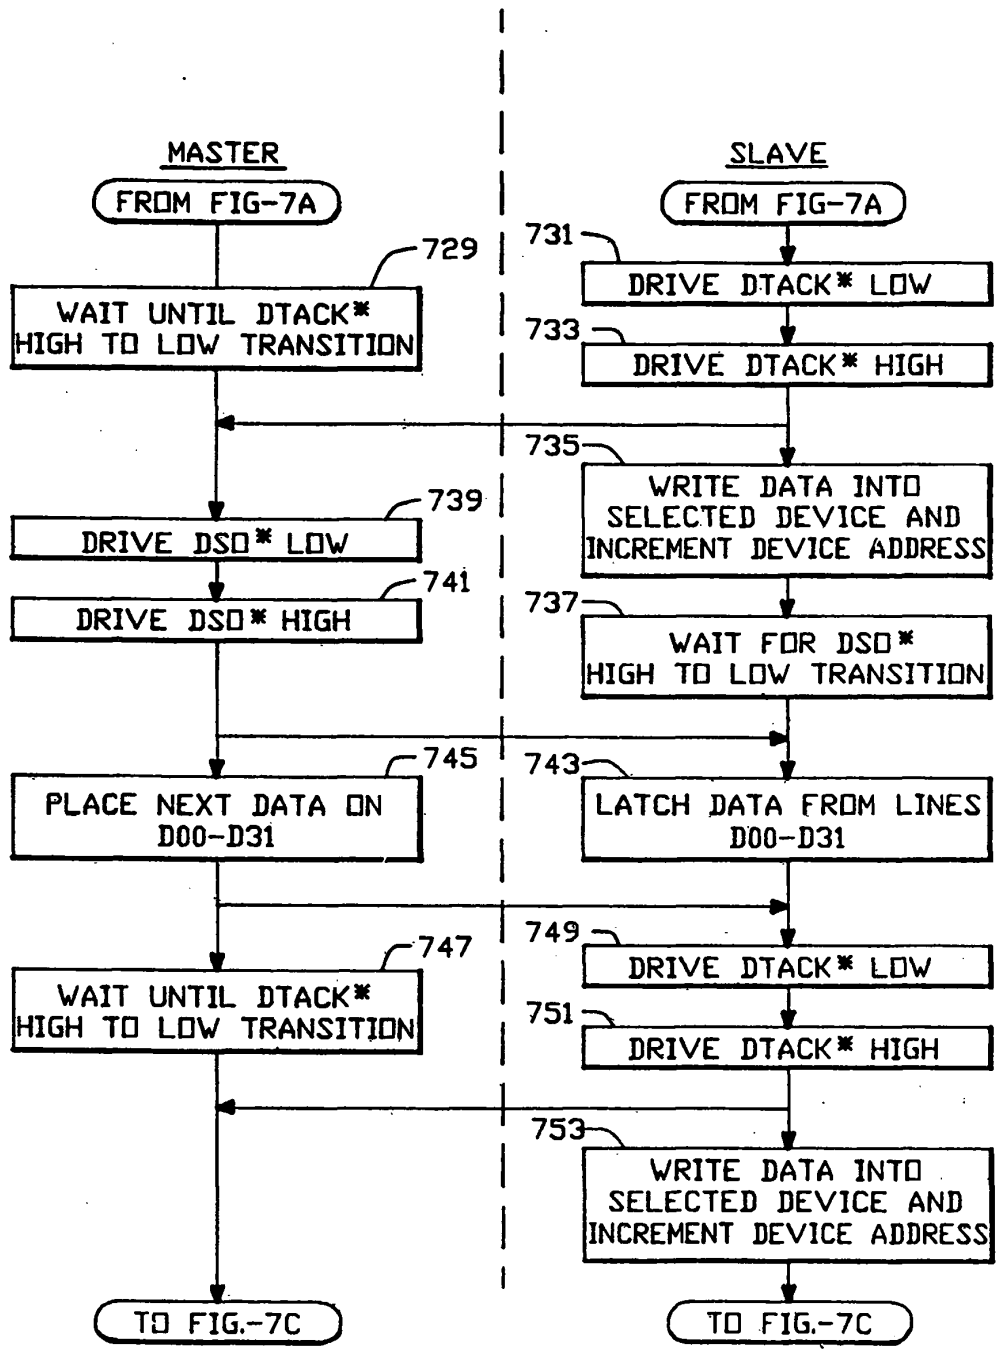 MASTER
SLAVE
FROM FIG-7A
FROM FIG-7A
729
WAIT UNTIL DTACK*
HIGH TO LOW TRANSITION
731
DRIVE DTACK* LOW
733
DRIVE DTACK* HIGH
735
WRITE DATA INTO
SELECTED DEVICE AND
INCREMENT DEVICE ADDRESS
739
DRIVE DSO* LOW
741
DRIVE DSO* HIGH
737
WAIT FOR DSO*
HIGH TO LOW TRANSITION
745
PLACE NEXT DATA ON
D00-D31
743
LATCH DATA FROM LINES
D00-D31
747
WAIT UNTIL DTACK*
HIGH TO LOW TRANSITION
749
DRIVE DTACK* LOW
751
DRIVE DTACK* HIGH
753
WRITE DATA INTO
SELECTED DEVICE AND
INCREMENT DEVICE ADDRESS
TO FIG.-7C
TO FIG.-7C